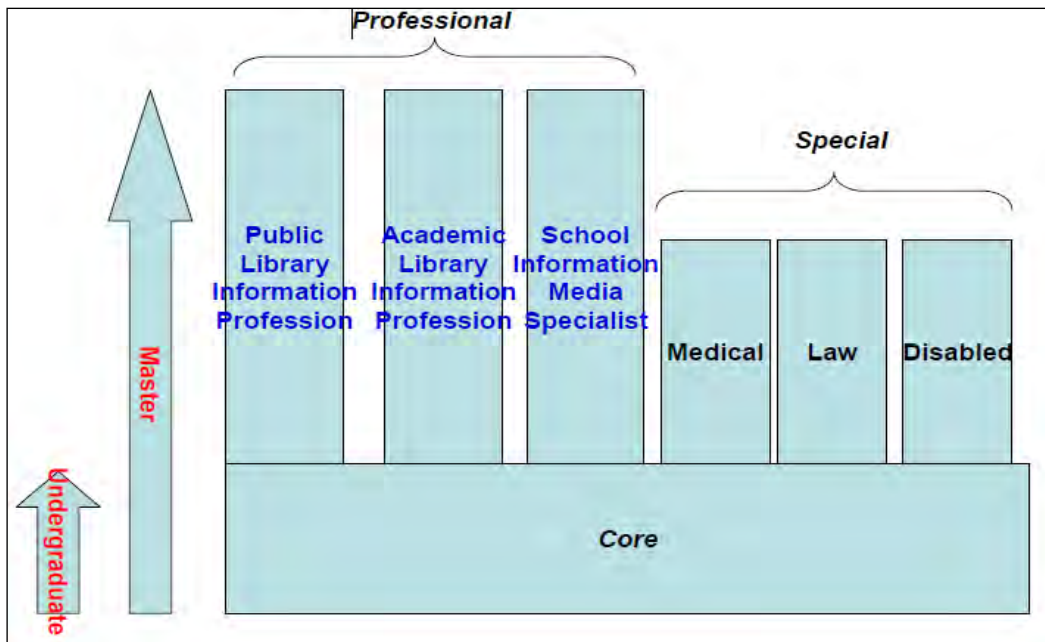 Professional
Special
Public
Library
Information
Profession
Academic
Library
Information
Profession
School
Information
Media
Specialist
Medical
Law
Disabled
Master
Undergraduate
Core